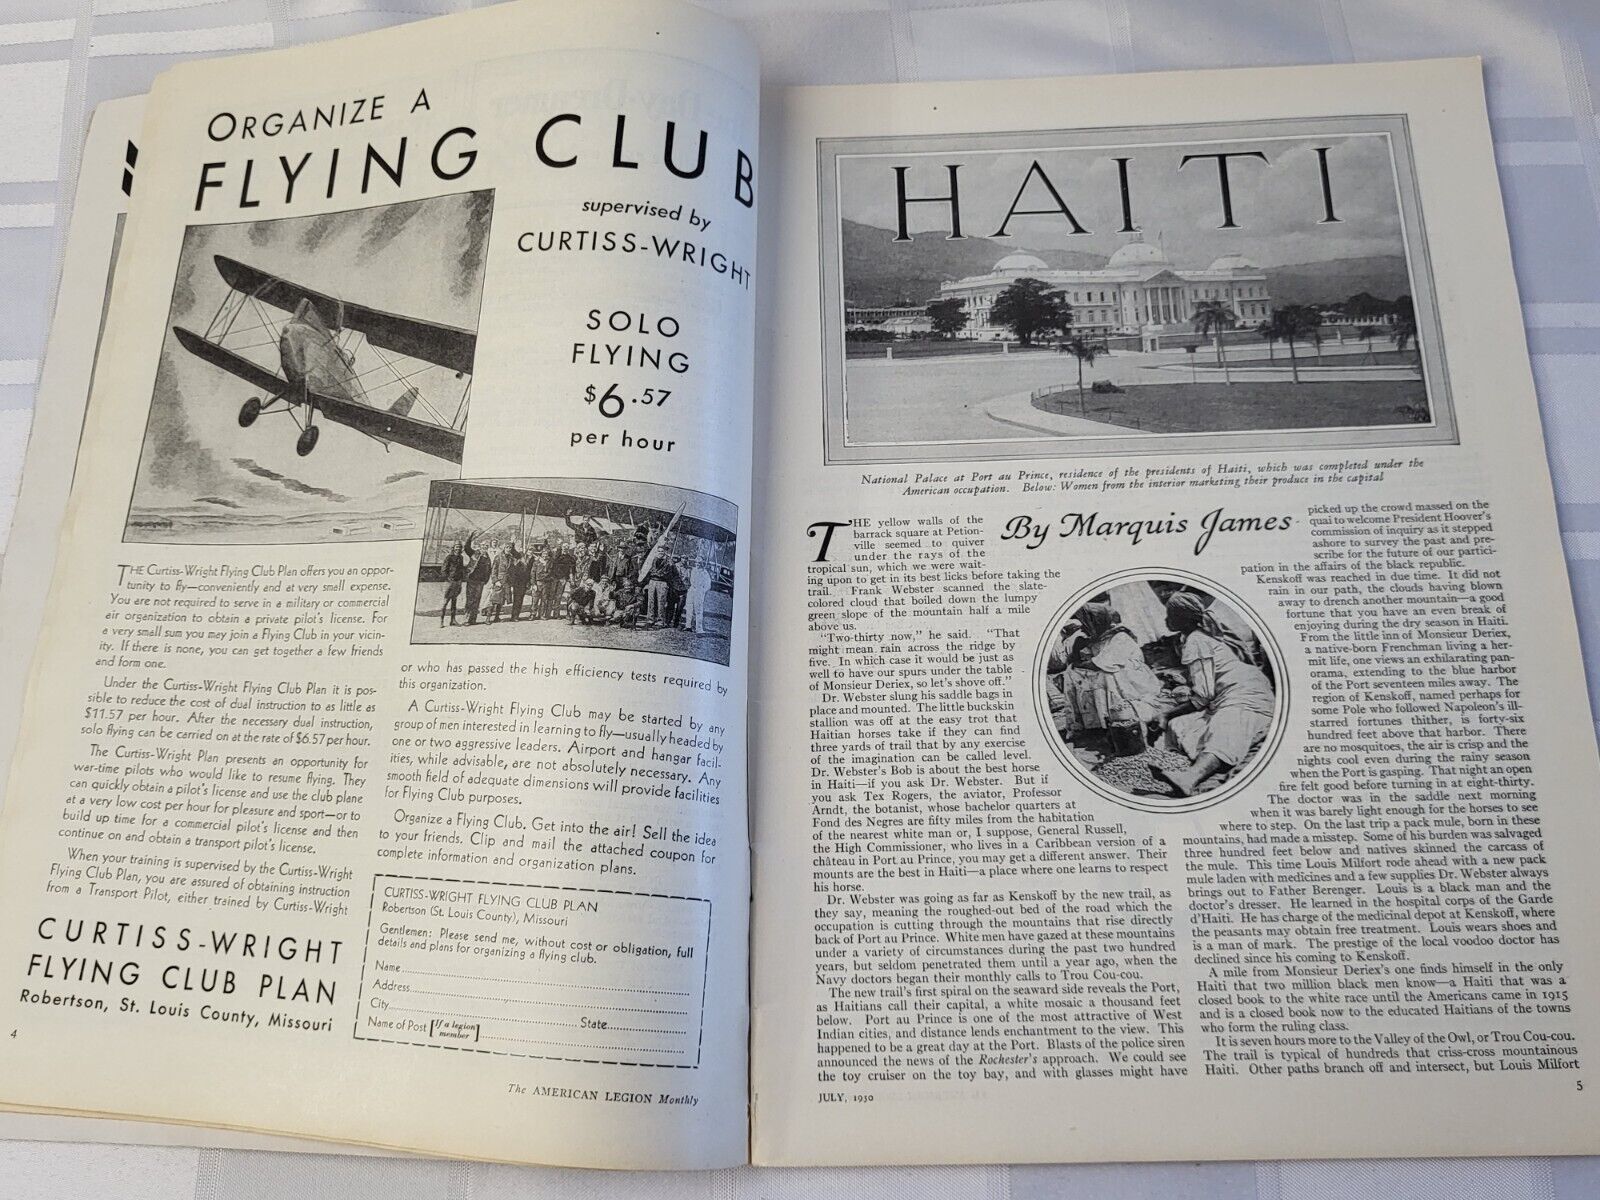 ORGANIZE A
FLYING CLUB
supervised by
CURTISS-WRIGHT
SOLO
FLYING
$6.57
per hour
THE Curtiss-Wright Flying Club Plan offers you an oppor-
tunity to fly—conveniently and at very small expense.
You are not required to serve in a military or commercial
air organization to obtain a private pilot's license. For
a very small sum you may join a Flying Club in your vicin-
ity. If there is none, you can get together a few friends
and form one.
Under the Curtiss-Wright Flying Club Plan it is pos-
sible to reduce the cost of dual instruction to as little as
$11.57 per hour. After the necessary dual instruction,
solo flying can be carried on at the rate of $6.57 per hour.
The Curtiss-Wright Plan presents an opportunity for
war-time pilots who would like to resume flying. They
can quickly obtain a pilot's license and use the club plane
at a very low cost per hour for pleasure and sport—or to
build up time for a commercial pilot's license and then
continue on and obtain a transport pilot's license.
When your training is supervised by the Curtiss-Wright
Flying Club Plan, you are assured of obtaining instruction
from a Transport Pilot, either trained by Curtiss-Wright
or who has passed the high efficiency tests required by
this organization.
A Curtiss-Wright Flying Club may be started by any
group of men interested in learning to fly—usually headed by
one or two aggressive leaders. Airport and hangar facil-
ities, while advisable, are not absolutely necessary. Any
smooth field of adequate dimensions will provide facilities
for Flying Club purposes.
Organize a Flying Club. Get into the air! Sell the idea
to your friends. Clip and mail the attached coupon for
complete information and organization plans.
CURTISS-WRIGHT
FLYING CLUB PLAN
Robertson, St. Louis County, Missouri
CURTISS-WRIGHT FLYING CLUB PLAN
Robertson (St. Louis County), Missouri
Gentlemen: Please send me, without cost or obligation, full
details and plans for organizing a flying club.
Name
Address
City State
Name of Post [If a legion member]
4
The AMERICAN LEGION Monthly
HAITI
National Palace at Port au Prince, residence of the presidents of Haiti, which was completed under the
American occupation. Below: Women from the interior marketing their produce in the capital
By Marquis James
THE yellow walls of the
barrack square at Petion-
ville seemed to quiver
under the rays of the
tropical sun, which we were wait-
ing upon to get in its best licks before taking the
trail. Frank Webster scanned the slate-
colored cloud that boiled down the lumpy
green slope of the mountain half a mile
above us.
"Two-thirty now," he said. "That
might mean rain across the ridge by
five. In which case it would be just as
well to have our spurs under the table
of Monsieur Deriex, so let's shove off."
Dr. Webster slung his saddle bags in
place and mounted. The little buckskin
stallion was off at the easy trot that
Haitian horses take if they can find
three yards of trail that by any exercise
of the imagination can be called level.
Dr. Webster's Bob is about the best horse
in Haiti—if you ask Dr. Webster. But if
you ask Tex Rogers, the aviator, Professor
Arndt, the botanist, whose bachelor quarters at
Fond des Negres are fifty miles from the habitation
of the nearest white man or, I suppose, General Russell,
the High Commissioner, who lives in a Caribbean version of a
château in Port au Prince, you may get a different answer. Their
mounts are the best in Haiti—a place where one learns to respect
his horse.
Dr. Webster was going as far as Kenskoff by the new trail, as
they say, meaning the roughed-out bed of the road which the
occupation is cutting through the mountains that rise directly
back of Port au Prince. White men have gazed at these mountains
under a variety of circumstances during the past two hundred
years, but seldom penetrated them until a year ago, when the
Navy doctors began their monthly calls to Trou Cou-cou.
The new trail's first spiral on the seaward side reveals the Port,
as Haitians call their capital, a white mosaic a thousand feet
below. Port au Prince is one of the most attractive of West
Indian cities, and distance lends enchantment to the view. This
happened to be a great day at the Port. Blasts of the police siren
announced the news of the Rochester's approach. We could see
the toy cruiser on the toy bay, and with glasses might have
picked up the crowd massed on the
quai to welcome President Hoover's
commission of inquiry as it stepped
ashore to survey the past and pre-
scribe for the future of our partici-
pation in the affairs of the black republic.
Kenskoff was reached in due time. It did not
rain in our path, the clouds having blown
away to drench another mountain—a good
fortune that you have an even break of
enjoying during the dry season in Haiti.
From the little inn of Monsieur Deriex,
a native-born Frenchman living a her-
mit life, one views an exhilarating pan-
orama, extending to the blue harbor
of the Port seventeen miles away. The
region of Kenskoff, named perhaps for
some Pole who followed Napoleon's ill-
starred fortunes thither, is forty-six
hundred feet above that harbor. There
are no mosquitoes, the air is crisp and the
nights cool even during the rainy season
when the Port is gasping. That night an open
fire felt good before turning in at eight-thirty.
The doctor was in the saddle next morning
when it was barely light enough for the horses to see
where to step. On the last trip a pack mule, born in these
mountains, had made a misstep. Some of his burden was salvaged
three hundred feet below and natives skinned the carcass of
the mule. This time Louis Milfort rode ahead with a new pack
mule laden with medicines and a few supplies Dr. Webster always
brings out to Father Berenger. Louis is a black man and the
doctor's dresser. He learned in the hospital corps of the Garde
d'Haiti. He has charge of the medicinal depot at Kenskoff, where
the peasants may obtain free treatment. Louis wears shoes and
is a man of mark. The prestige of the local voodoo doctor has
declined since his coming to Kenskoff.
A mile from Monsieur Deriex's one finds himself in the only
Haiti that two million black men know—a Haiti that was a
closed book to the white race until the Americans came in 1915
and is a closed book now to the educated Haitians of the towns
who form the ruling class.
It is seven hours more to the Valley of the Owl, or Trou Cou-cou.
The trail is typical of hundreds that criss-cross mountainous
Haiti. Other paths branch off and intersect, but Louis Milfort
JULY, 1930
5